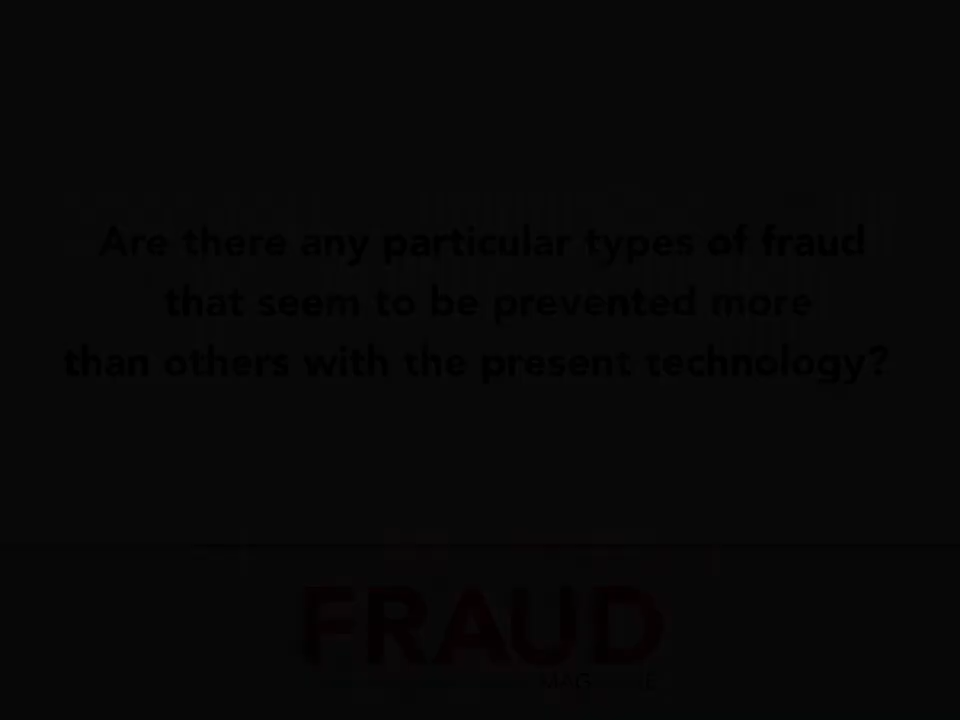 Are there any particular types of fraud
that seem to be prevented more
than others with the present technology?
FRAUD